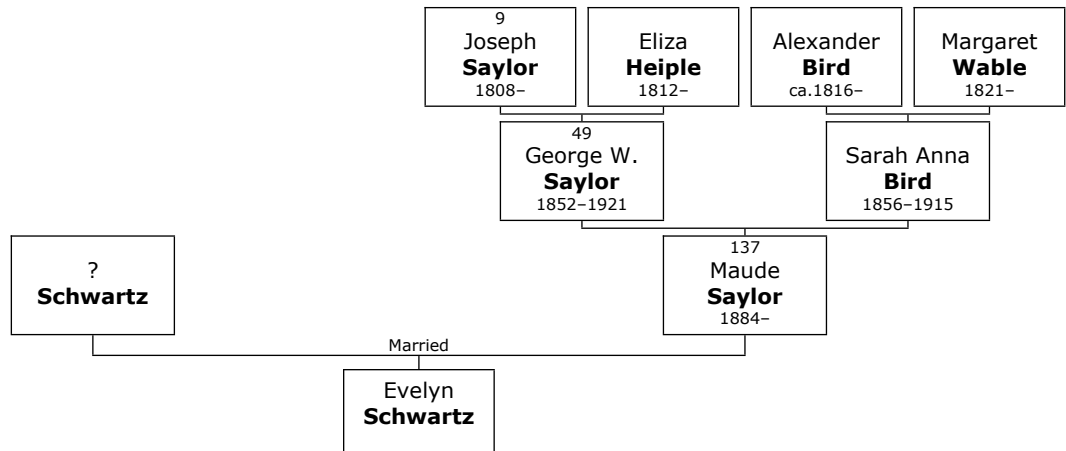 9
Joseph
Saylor
1808–
Eliza
Heiple
1812–
Alexander
Bird
ca.1816–
Margaret
Wable
1821–
49
George W.
Saylor
1852–1921
Sarah Anna
Bird
1856–1915
?
Schwartz
137
Maude
Saylor
1884–
Married
Evelyn
Schwartz